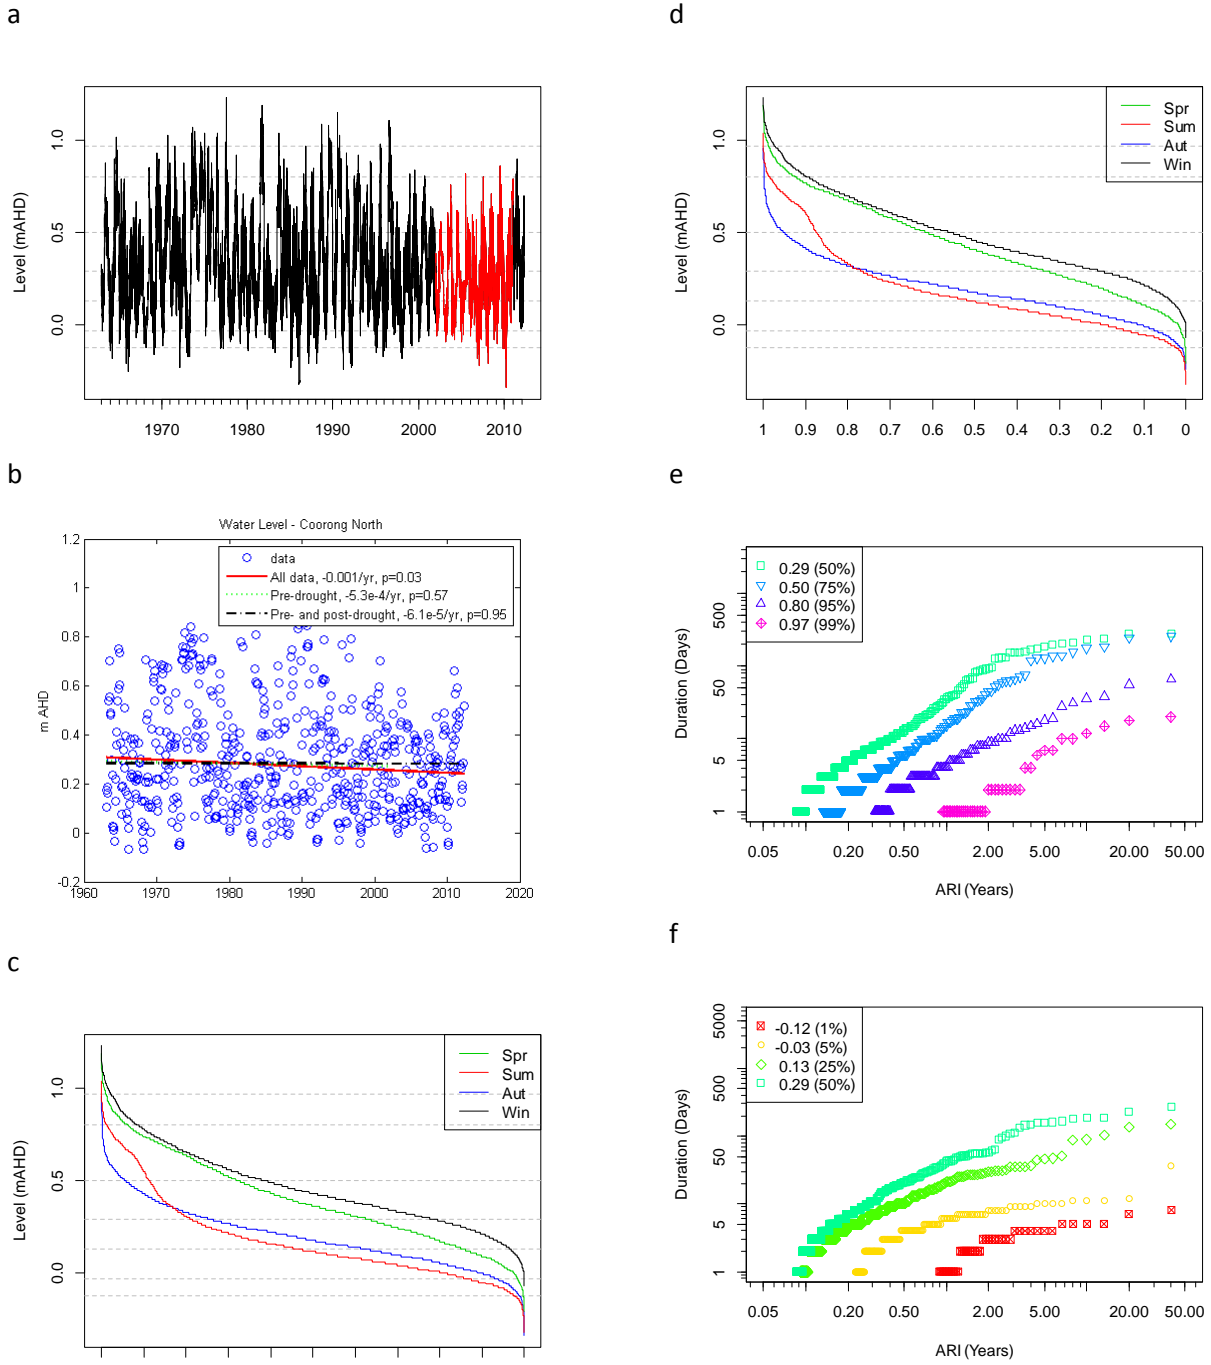 a
Level (mAHD)
1.0
0.5
0.0
1970 1980 1990 2000 2010
b
Water Level - Coorong North
m AHD
1.2
1
0.8
0.6
0.4
0.2
0
-0.2
1960 1970 1980 1990 2000 2010 2020
data
All data, -0.001/yr, p=0.03
Pre-drought, -5.3e-4/yr, p=0.57
Pre- and post-drought, -6.1e-5/yr, p=0.95
c
Level (mAHD)
1.0
0.5
0.0
Spr
Sum
Aut
Win
d
Level (mAHD)
1.0
0.5
0.0
Spr
Sum
Aut
Win
1 0.9 0.8 0.7 0.6 0.5 0.4 0.3 0.2 0.1 0
e
Duration (Days)
500
50
5
1
0.29 (50%)
0.50 (75%)
0.80 (95%)
0.97 (99%)
0.05 0.20 0.50 2.00 5.00 20.00 50.00
ARI (Years)
f
Duration (Days)
5000
500
50
5
1
-0.12 (1%)
-0.03 (5%)
0.13 (25%)
0.29 (50%)
0.05 0.20 0.50 2.00 5.00 20.00 50.00
ARI (Years)